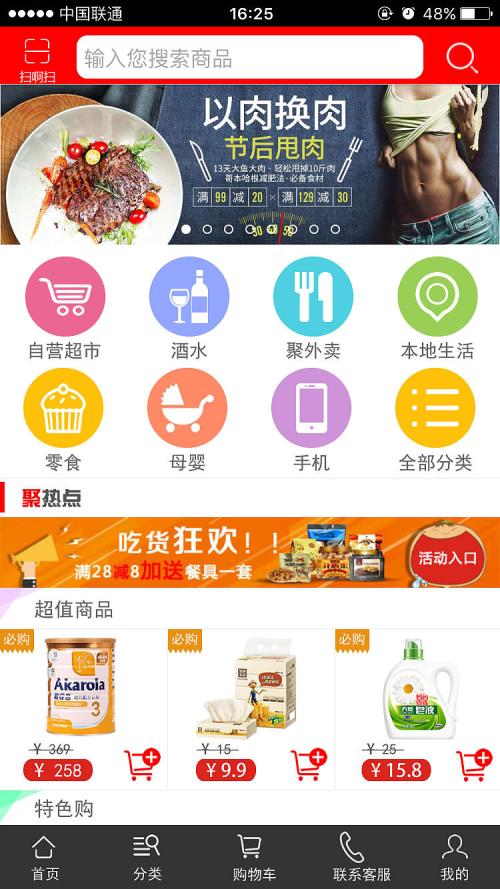 中国联通
16:25
48%
扫啊扫
输入您搜索商品
以肉换肉
节后甩肉
13天大鱼大肉·轻松甩掉10斤肉
哥本哈根减肥法·必备食材
满 99 减 20 × 满 129 减 30
自营超市
酒水
聚外卖
本地生活
零食
母婴
手机
全部分类
聚热点
吃货狂欢！！
满28减8加送餐具一套
活动入口
超值商品
必购
必购
必购
Akarola
3
皂液
¥ 369
¥ 15
¥ 25
¥ 258
¥ 9.9
¥ 15.8
特色购
首页
分类
购物车
联系客服
我的